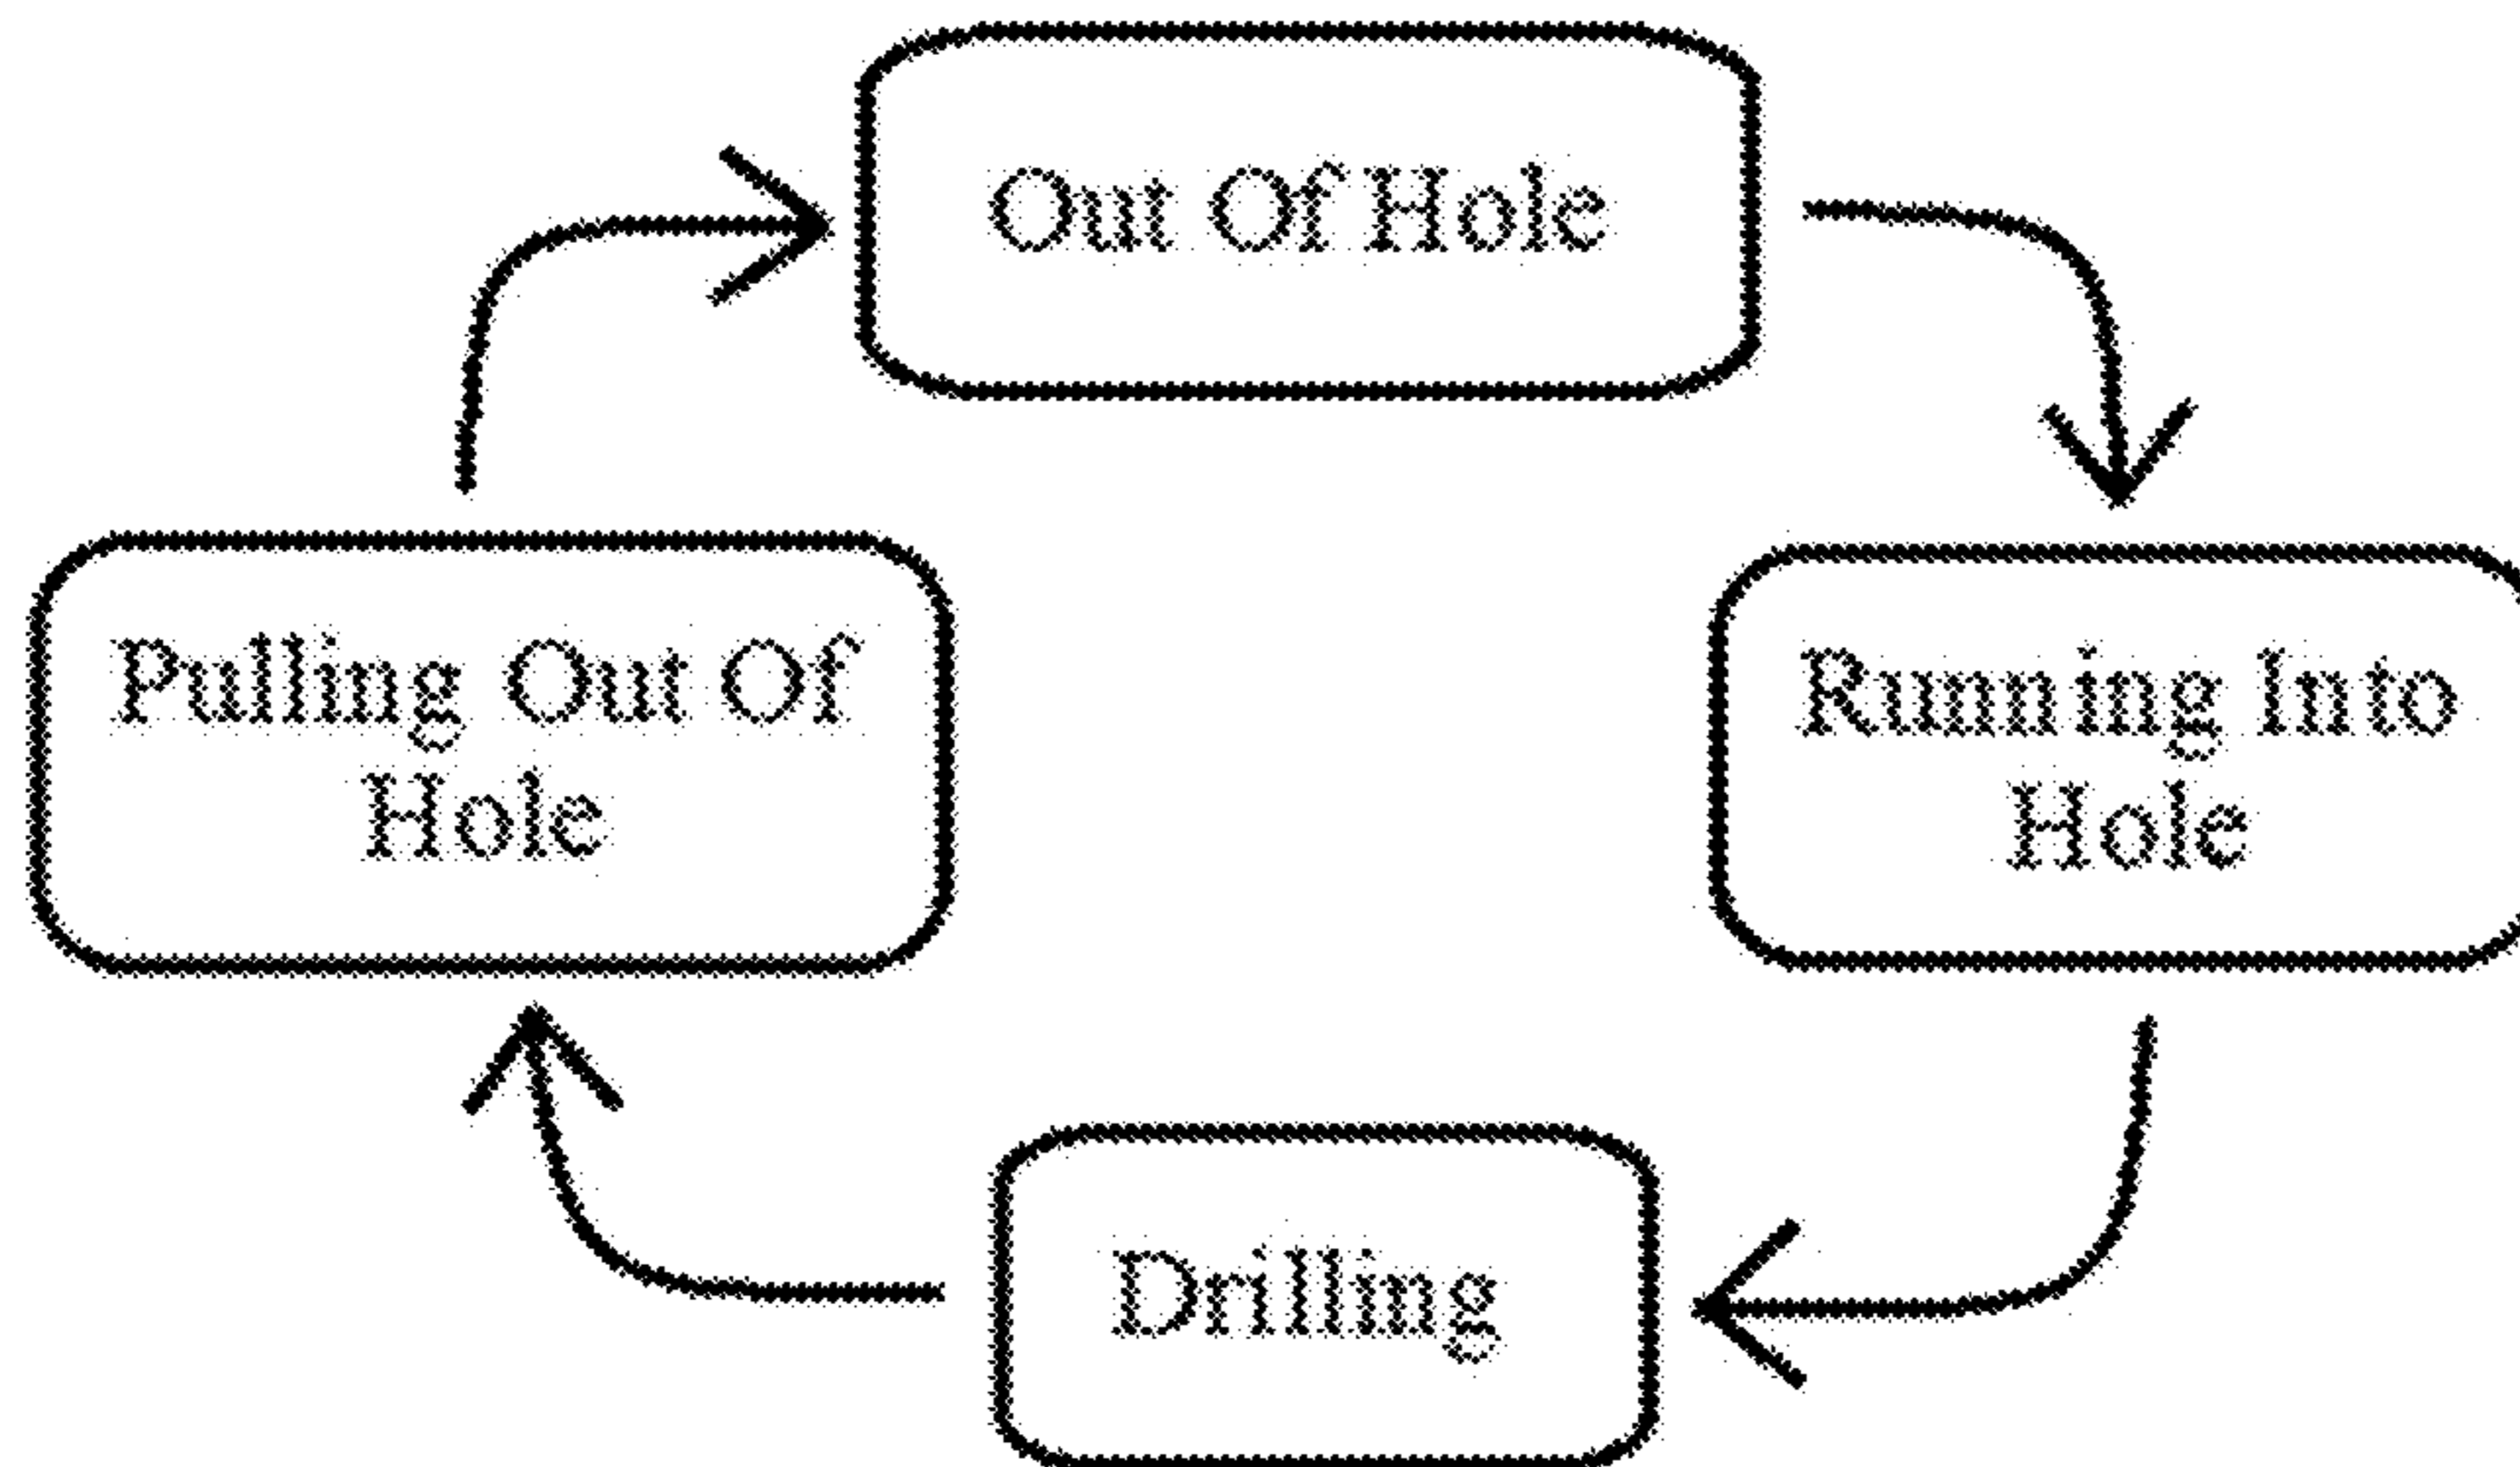 Out Of Hole
Pulling Out Of
Hole
Running Into
Hole
Drilling